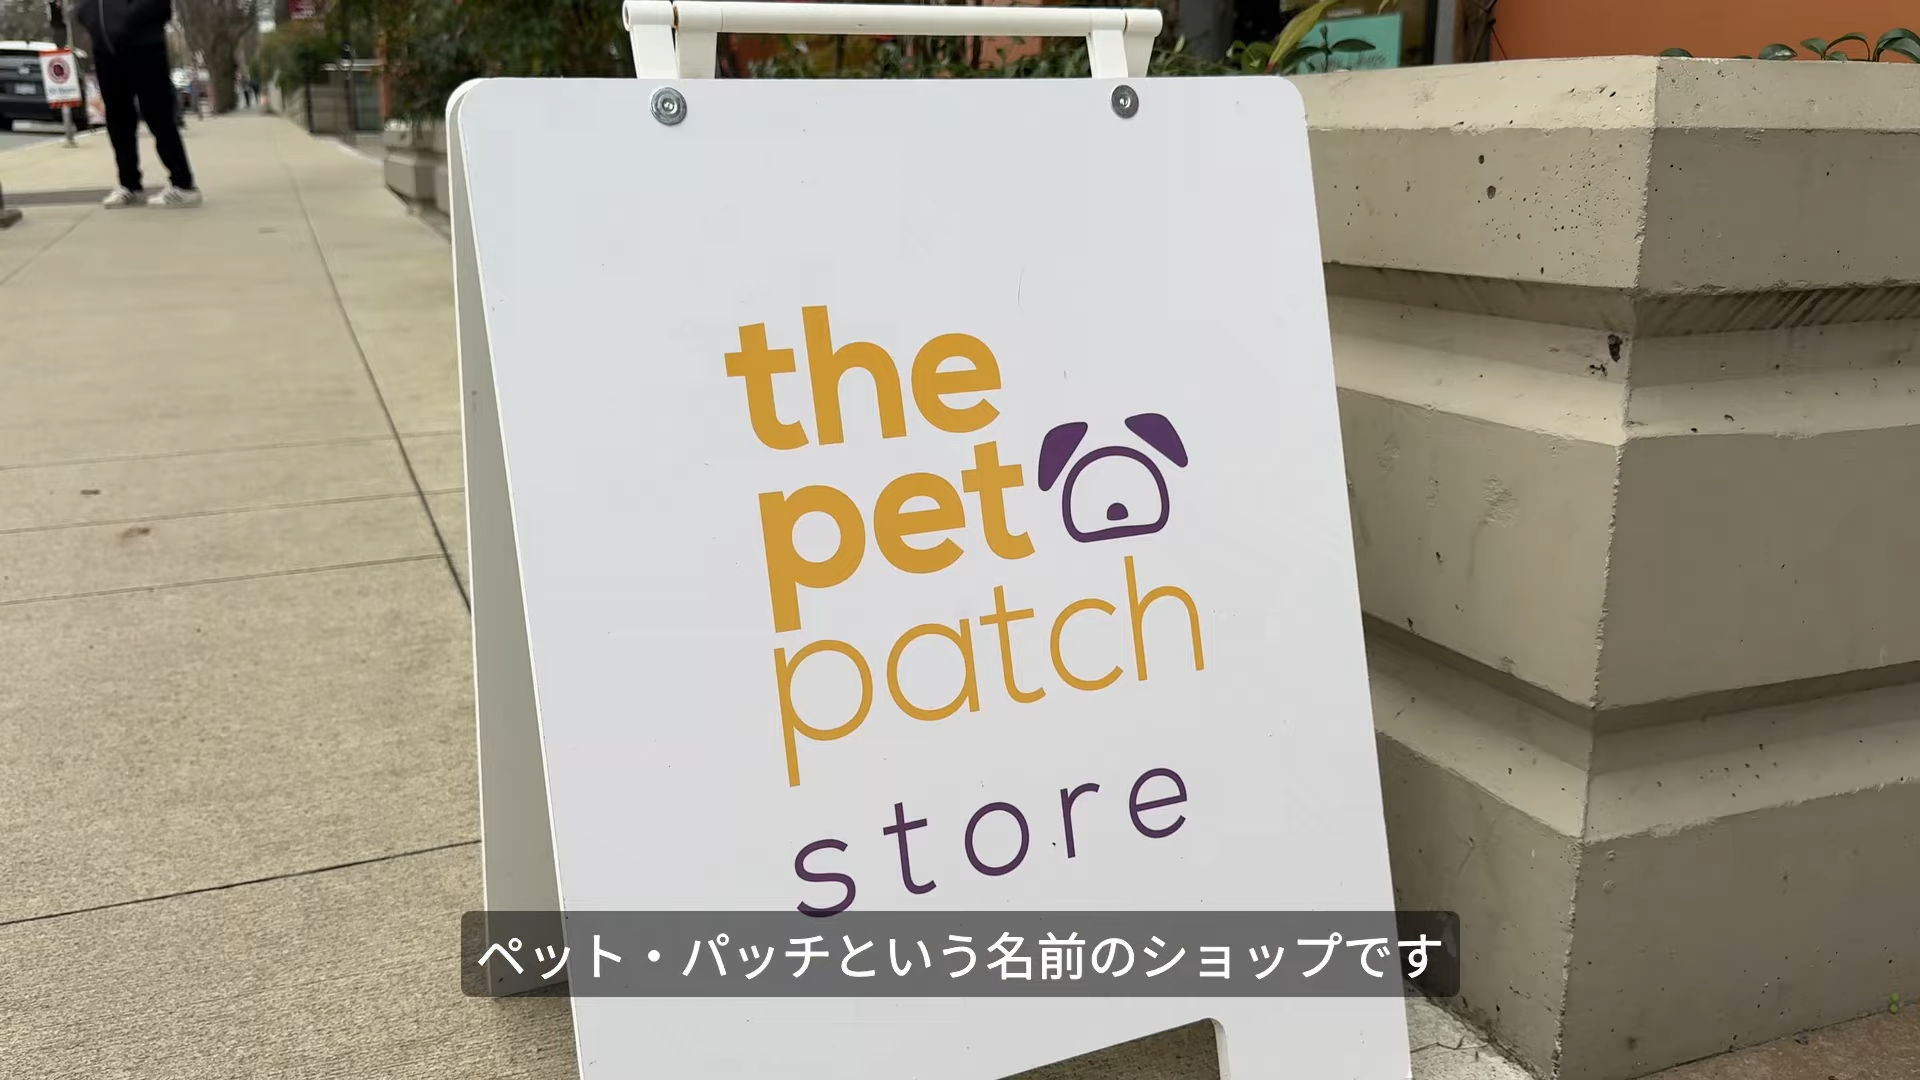 the
pet
patch
store
ペット・パッチという名前のショップです